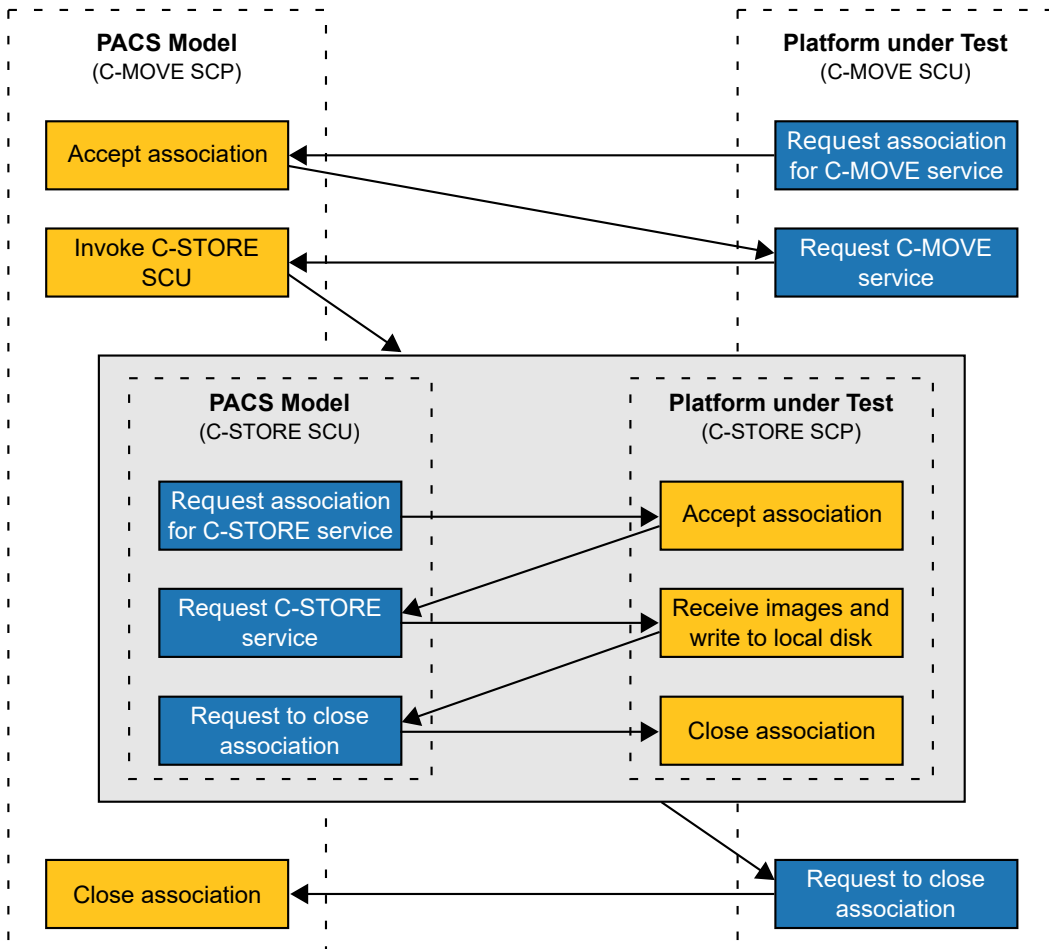 PACS Model
(C-MOVE SCP)
Platform under Test
(C-MOVE SCU)
Accept association
Request association
for C-MOVE service
Invoke C-STORE
SCU
Request C-MOVE
service
PACS Model
(C-STORE SCU)
Platform under Test
(C-STORE SCP)
Request association
for C-STORE service
Accept association
Request C-STORE
service
Receive images and
write to local disk
Request to close
association
Close association
Close association
Request to close
association